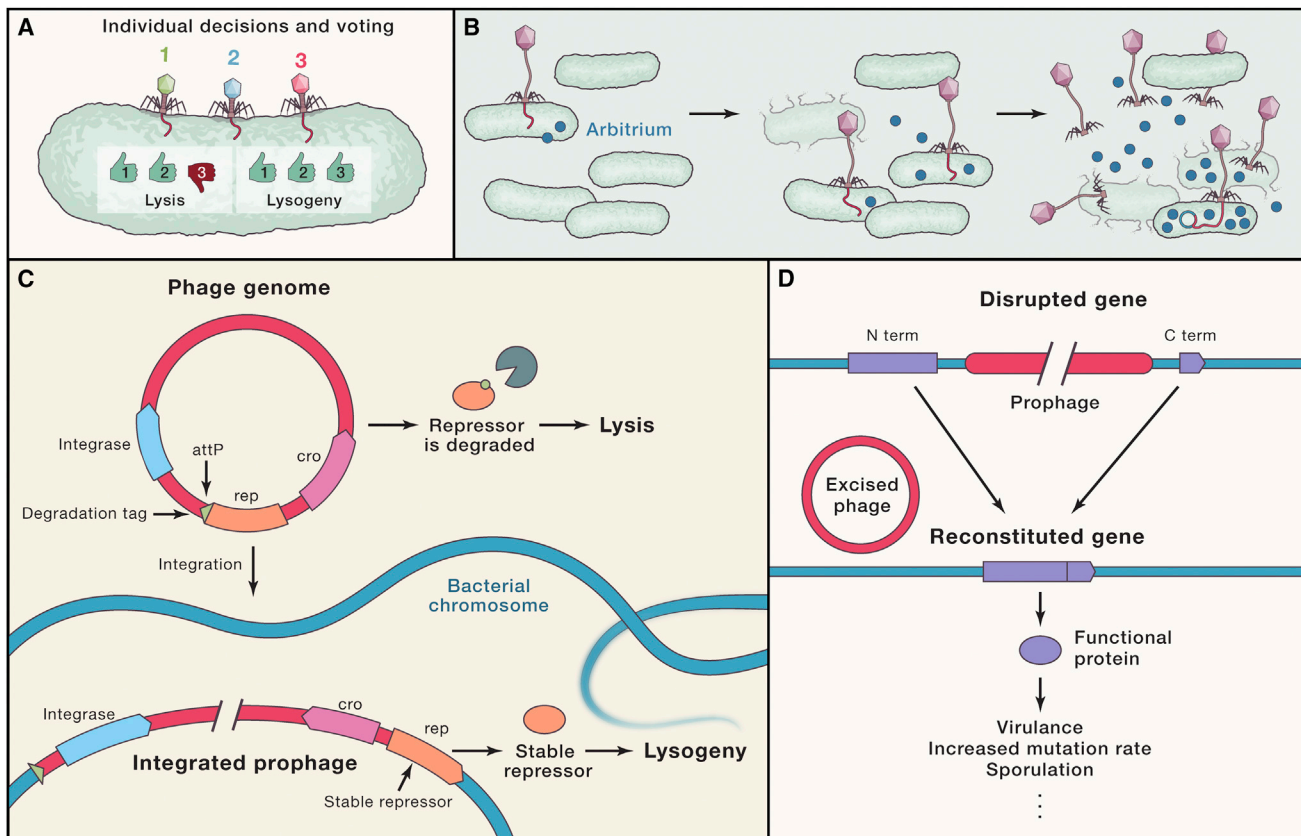 A
Individual decisions and voting
1 2 3
1 2 3 1 2 3
Lysis Lysogeny
B
Arbitrium
C
Phage genome
Integrase
attP
rep
cro
Degradation tag
Repressor
is degraded
Lysis
Integration
Bacterial
chromosome
Integrase
cro
rep
Integrated prophage
Stable repressor
Stable
repressor
Lysogeny
D
Disrupted gene
N term
C term
Prophage
Excised
phage
Reconstituted gene
Functional
protein
Virulance
Increased mutation rate
Sporulation